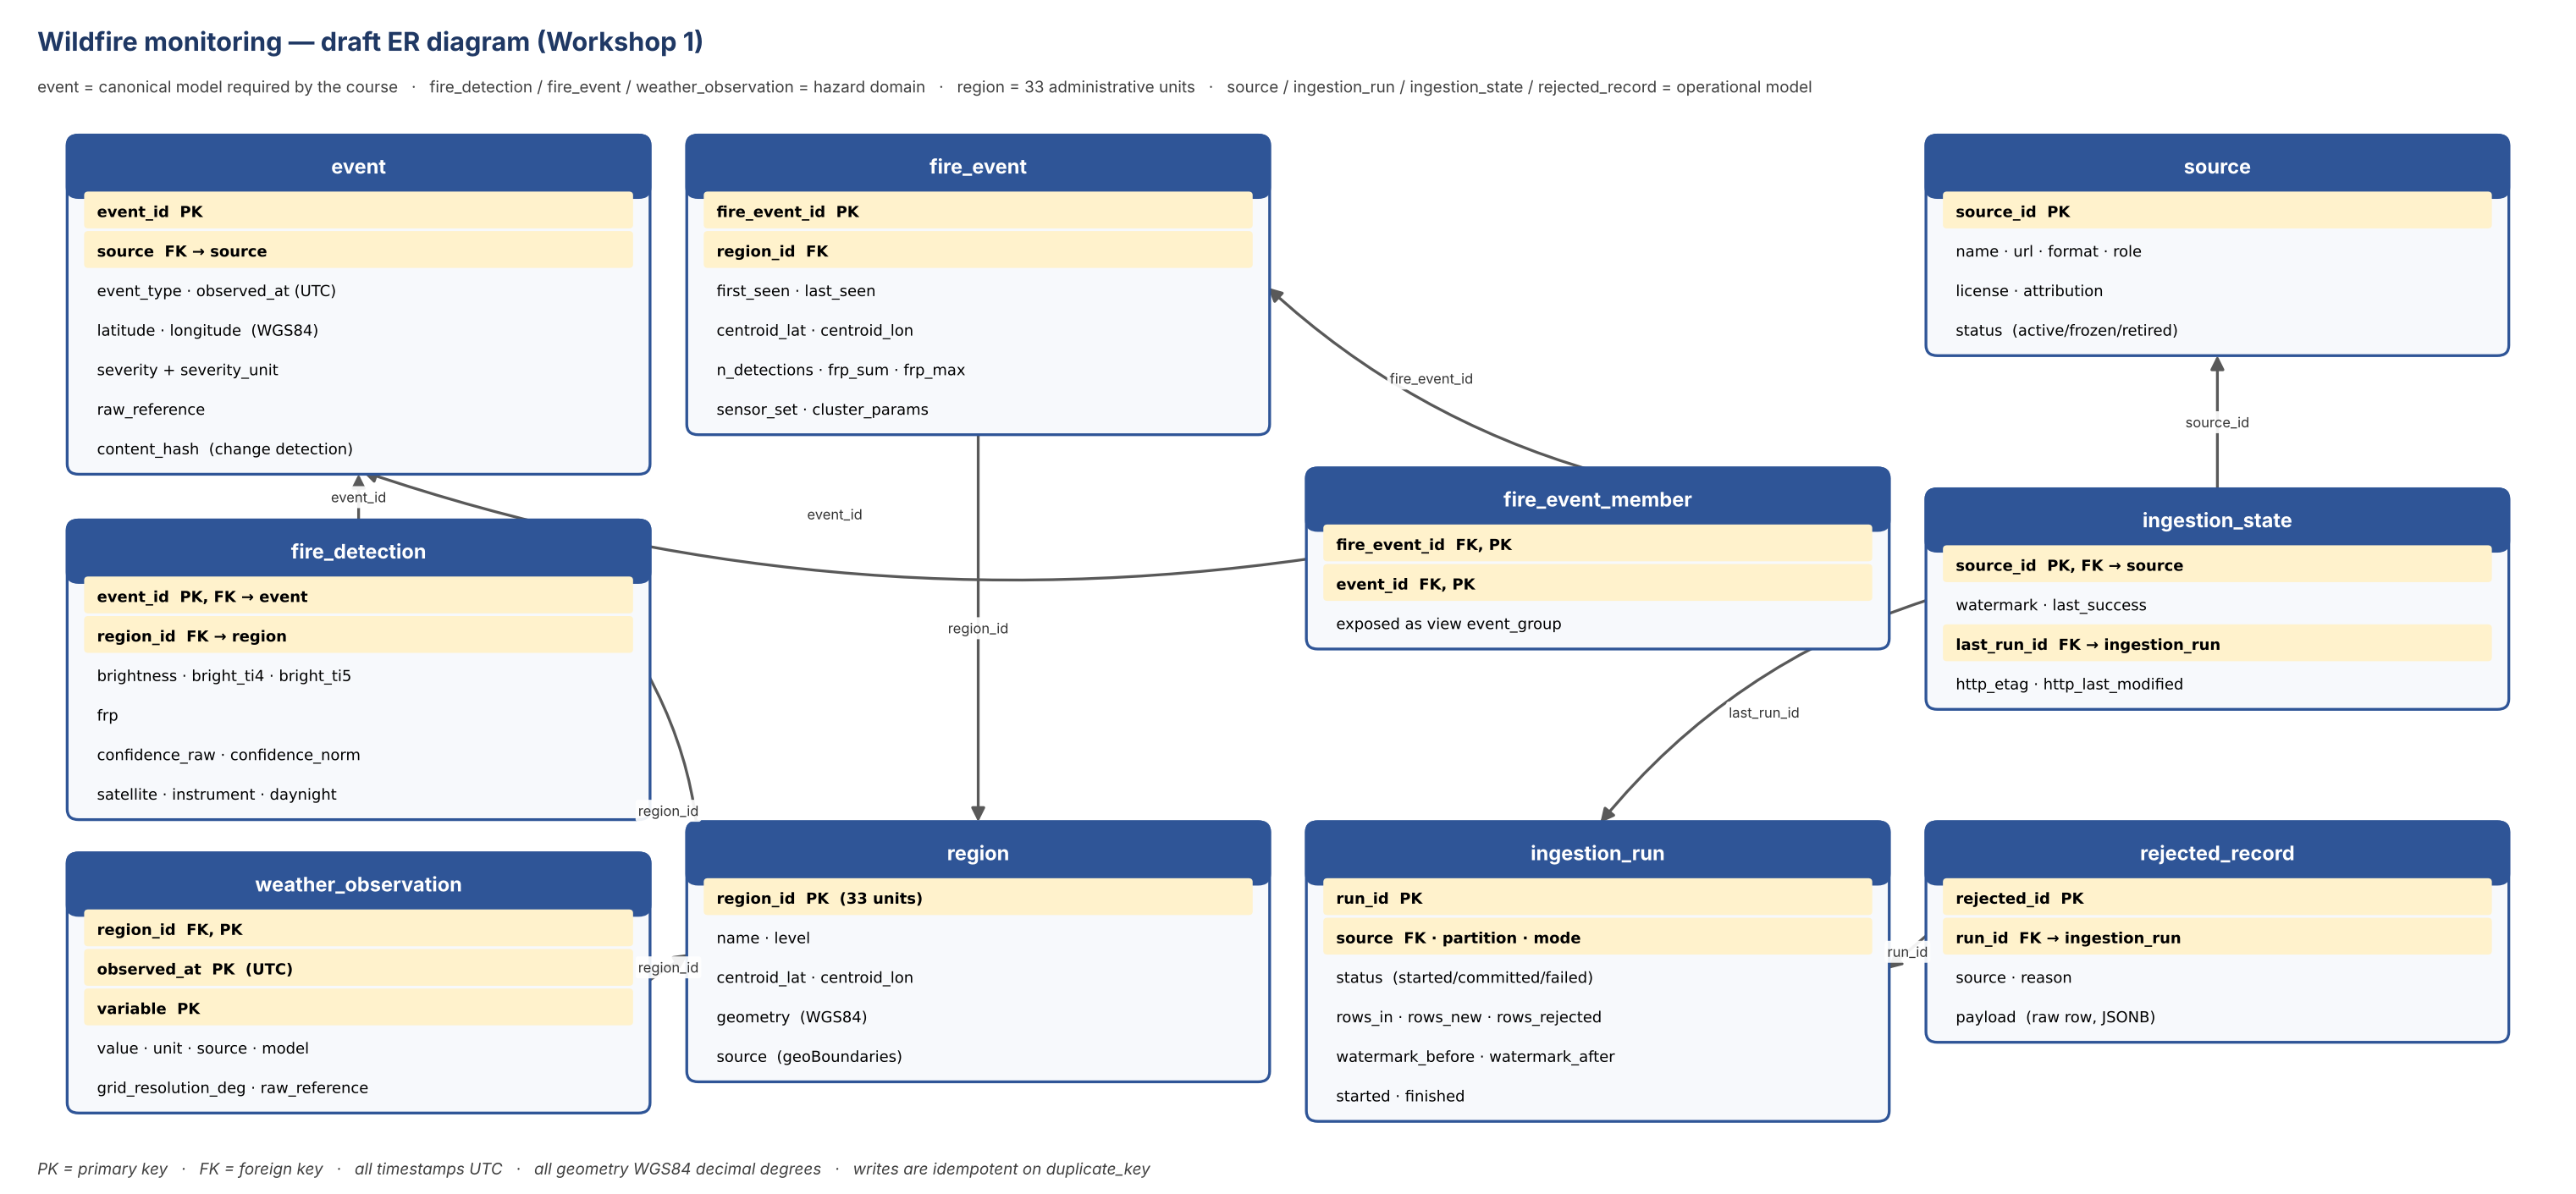 Wildfire monitoring — draft ER diagram (Workshop 1)
event = canonical model required by the course · fire_detection / fire_event / weather_observation = hazard domain · region = 33 administrative units · source / ingestion_run / ingestion_state / rejected_record = operational model
event
event_id PK
source FK → source
event_type · observed_at (UTC)
latitude · longitude (WGS84)
severity + severity_unit
raw_reference
content_hash (change detection)
fire_event
fire_event_id PK
region_id FK
first_seen · last_seen
centroid_lat · centroid_lon
n_detections · frp_sum · frp_max
sensor_set · cluster_params
source
source_id PK
name · url · format · role
license · attribution
status (active/frozen/retired)
fire_event_id
source_id
event_id
event_id
fire_detection
event_id PK, FK → event
region_id FK → region
brightness · bright_ti4 · bright_ti5
frp
confidence_raw · confidence_norm
satellite · instrument · daynight
region_id
fire_event_member
fire_event_id FK, PK
event_id FK, PK
exposed as view event_group
ingestion_state
source_id PK, FK → source
watermark · last_success
last_run_id FK → ingestion_run
http_etag · http_last_modified
last_run_id
region_id
weather_observation
region_id FK, PK
observed_at PK (UTC)
variable PK
value · unit · source · model
grid_resolution_deg · raw_reference
region_id
region
region_id PK (33 units)
name · level
centroid_lat · centroid_lon
geometry (WGS84)
source (geoBoundaries)
ingestion_run
run_id PK
source FK · partition · mode
status (started/committed/failed)
rows_in · rows_new · rows_rejected
watermark_before · watermark_after
started · finished
run_id
rejected_record
rejected_id PK
run_id FK → ingestion_run
source · reason
payload (raw row, JSONB)
PK = primary key · FK = foreign key · all timestamps UTC · all geometry WGS84 decimal degrees · writes are idempotent on duplicate_key